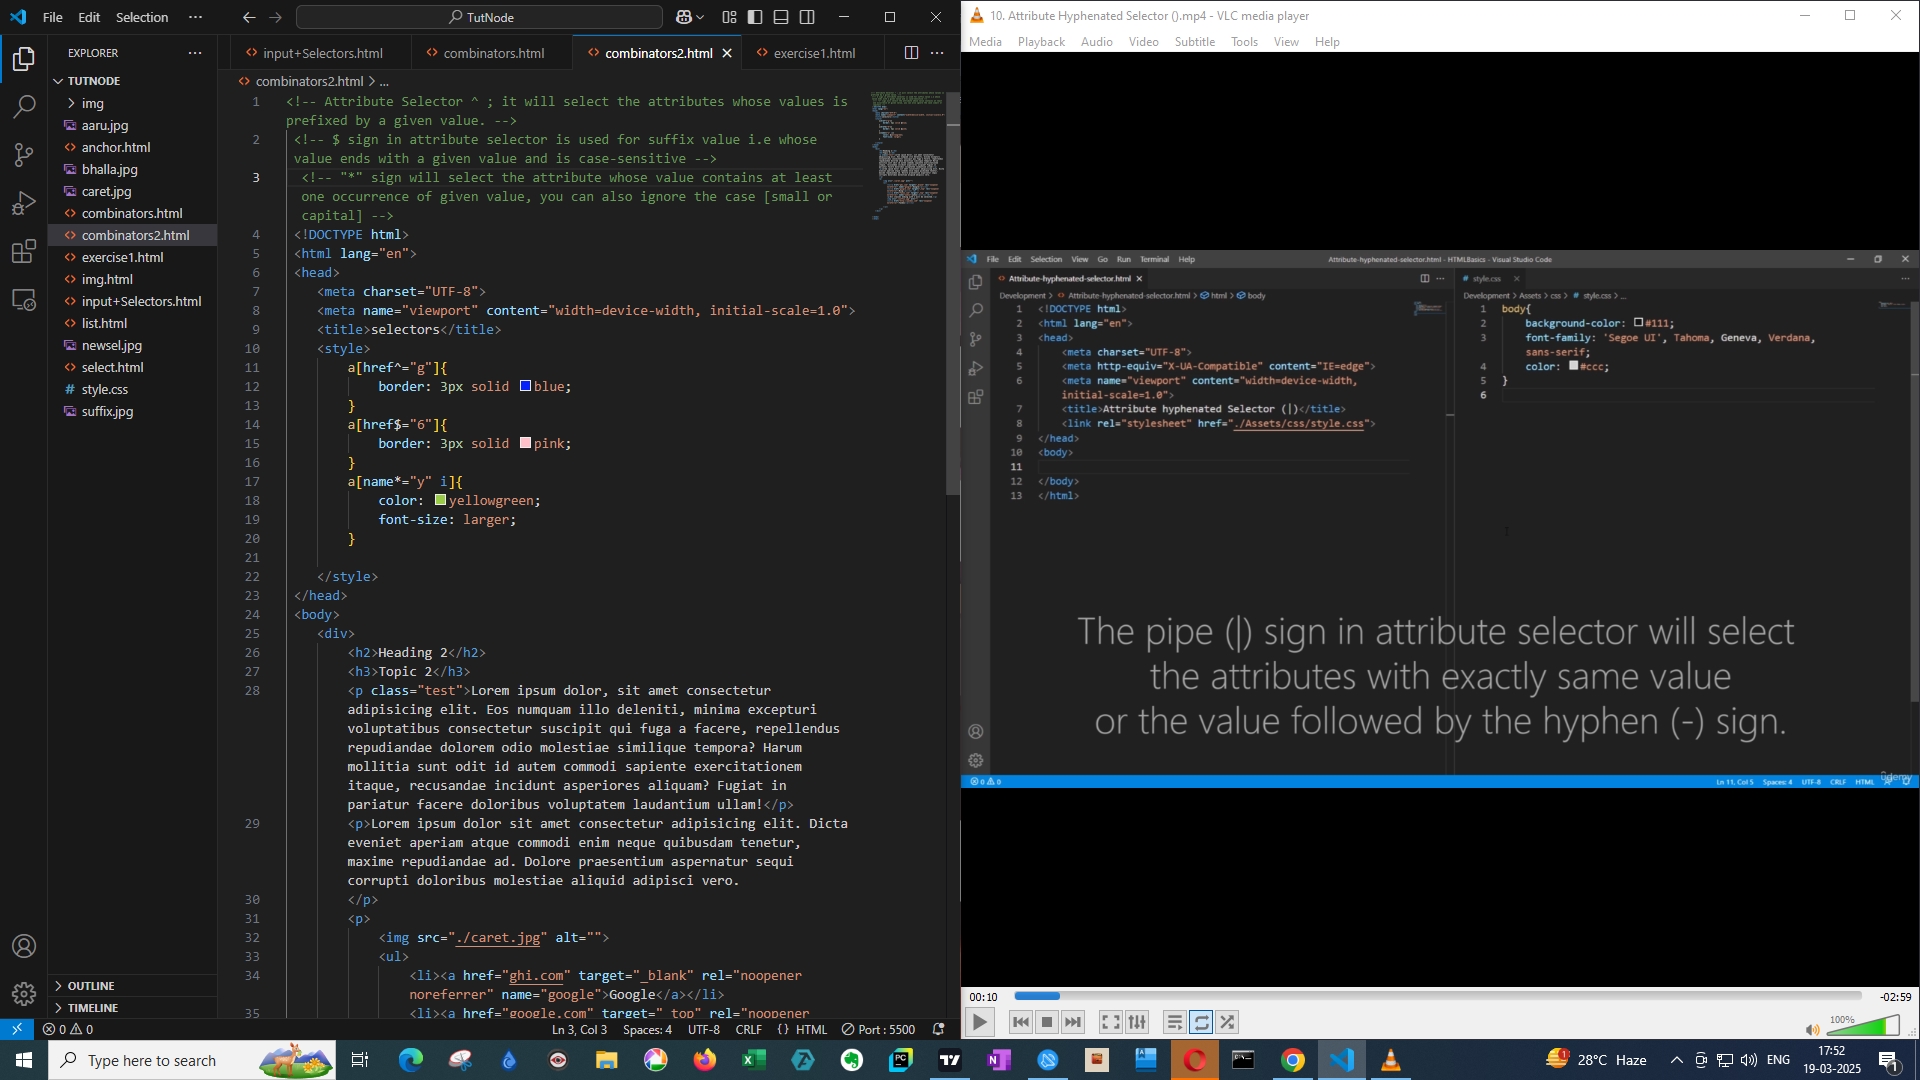 File Edit Selection ... TutNode
EXPLORER
TUTNODE
img
aaru.jpg
anchor.html
bhalla.jpg
caret.jpg
combinators.html
combinators2.html
exercise1.html
img.html
input+Selectors.html
list.html
newsel.jpg
select.html
# style.css
suffix.jpg
OUTLINE
TIMELINE
input+Selectors.html combinators.html combinators2.html exercise1.html
combinators2.html > ...
1 <!-- Attribute Selector ^ ; it will select the attributes whose values is
prefixed by a given value. -->
2 <!-- $ sign in attribute selector is used for suffix value i.e whose
value ends with a given value and is case-sensitive -->
3 <!-- "*" sign will select the attribute whose value contains at least
one occurrence of given value, you can also ignore the case [small or
capital] -->
4 <!DOCTYPE html>
5 <html lang="en">
6 <head>
7 <meta charset="UTF-8">
8 <meta name="viewport" content="width=device-width, initial-scale=1.0">
9 <title>selectors</title>
10 <style>
11 a[href^="g"]{
12 border: 3px solid blue;
13 }
14 a[href$="6"]{
15 border: 3px solid pink;
16 }
17 a[name*="y" i]{
18 color: yellowgreen;
19 font-size: larger;
20 }
21
22 </style>
23 </head>
24 <body>
25 <div>
26 <h2>Heading 2</h2>
27 <h3>Topic 2</h3>
28 <p class="test">Lorem ipsum dolor, sit amet consectetur
adipisicing elit. Eos numquam illo deleniti, minima excepturi
voluptatibus consectetur suscipit qui fuga a facere, repellendus
repudiandae dolorem odio molestiae similique tempora? Harum
mollitia sunt odit id autem commodi sapiente exercitationem
itaque, recusandae incidunt asperiores aliquam? Fugiat in
pariatur facere doloribus voluptatem laudantium ullam!</p>
29 <p>Lorem ipsum dolor sit amet consectetur adipisicing elit. Dicta
eveniet aperiam atque commodi enim neque quibusdam tenetur,
maxime repudiandae ad. Dolore praesentium aspernatur sequi
corrupti doloribus molestiae aliquid adipisci vero.
30 </p>
31 <p>
32 <img src="./caret.jpg" alt="">
33 <ul>
34 <li><a href="ghi.com" target="_blank" rel="noopener
noreferrer" name="google">Google</a></li>
35 <li><a href="google.com" target="_top" rel="noopener
0 0 Ln 3, Col 3 Spaces: 4 UTF-8 CRLF {} HTML Port : 5500
10. Attribute Hyphenated Selector ().mp4 - VLC media player
Media Playback Audio Video Subtitle Tools View Help
File Edit Selection View Go Run Terminal Help Attribute-hyphenated-selector.html - HTMLBasics - Visual Studio Code
Attribute-hyphenated-selector.html
Development > Attribute-hyphenated-selector.html > html > body
1 <!DOCTYPE html>
2 <html lang="en">
3 <head>
4 <meta charset="UTF-8">
5 <meta http-equiv="X-UA-Compatible" content="IE=edge">
6 <meta name="viewport" content="width=device-width,
initial-scale=1.0">
7 <title>Attribute hyphenated Selector (|)</title>
8 <link rel="stylesheet" href="./Assets/css/style.css">
9 </head>
10 <body>
11
12 </body>
13 </html>
# style.css
Development > Assets > css > # style.css > ...
1 body{
2 background-color: #111;
3 font-family: 'Segoe UI', Tahoma, Geneva, Verdana,
sans-serif;
4 color: #ccc;
5 }
6
The pipe (|) sign in attribute selector will select
the attributes with exactly same value
or the value followed by the hyphen (-) sign.
udemy
0 0 Ln 11, Col 5 Spaces: 4 UTF-8 CRLF HTML
00:10 -02:59
100%
Type here to search
28°C Haze ENG 17:52
19-03-2025